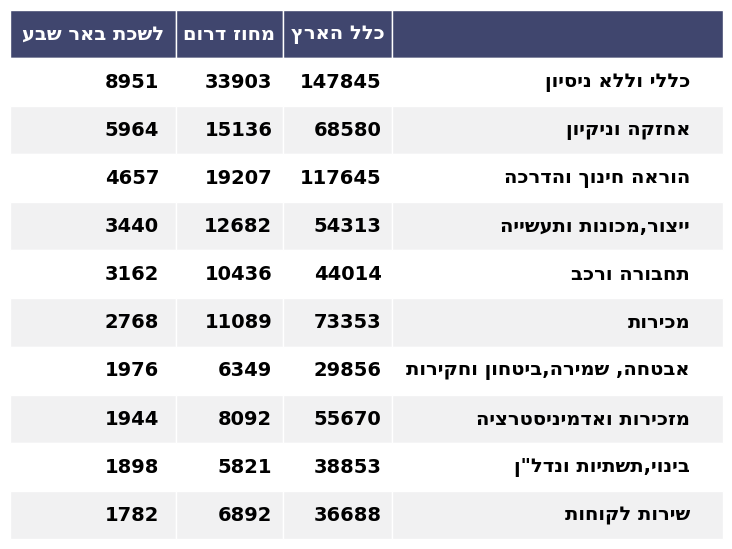 כלל הארץ מחוז דרום לשכת באר שבע
כללי וללא ניסיון 147845 33903 8951
אחזקה וניקיון 68580 15136 5964
הוראה חינוך והדרכה 117645 19207 4657
ייצור,מכונות ותעשייה 54313 12682 3440
תחבורה ורכב 44014 10436 3162
מכירות 73353 11089 2768
אבטחה, שמירה,ביטחון וחקירות 29856 6349 1976
מזכירות ואדמיניסטרציה 55670 8092 1944
בינוי,תשתיות ונדל"ן 38853 5821 1898
שירות לקוחות 36688 6892 1782